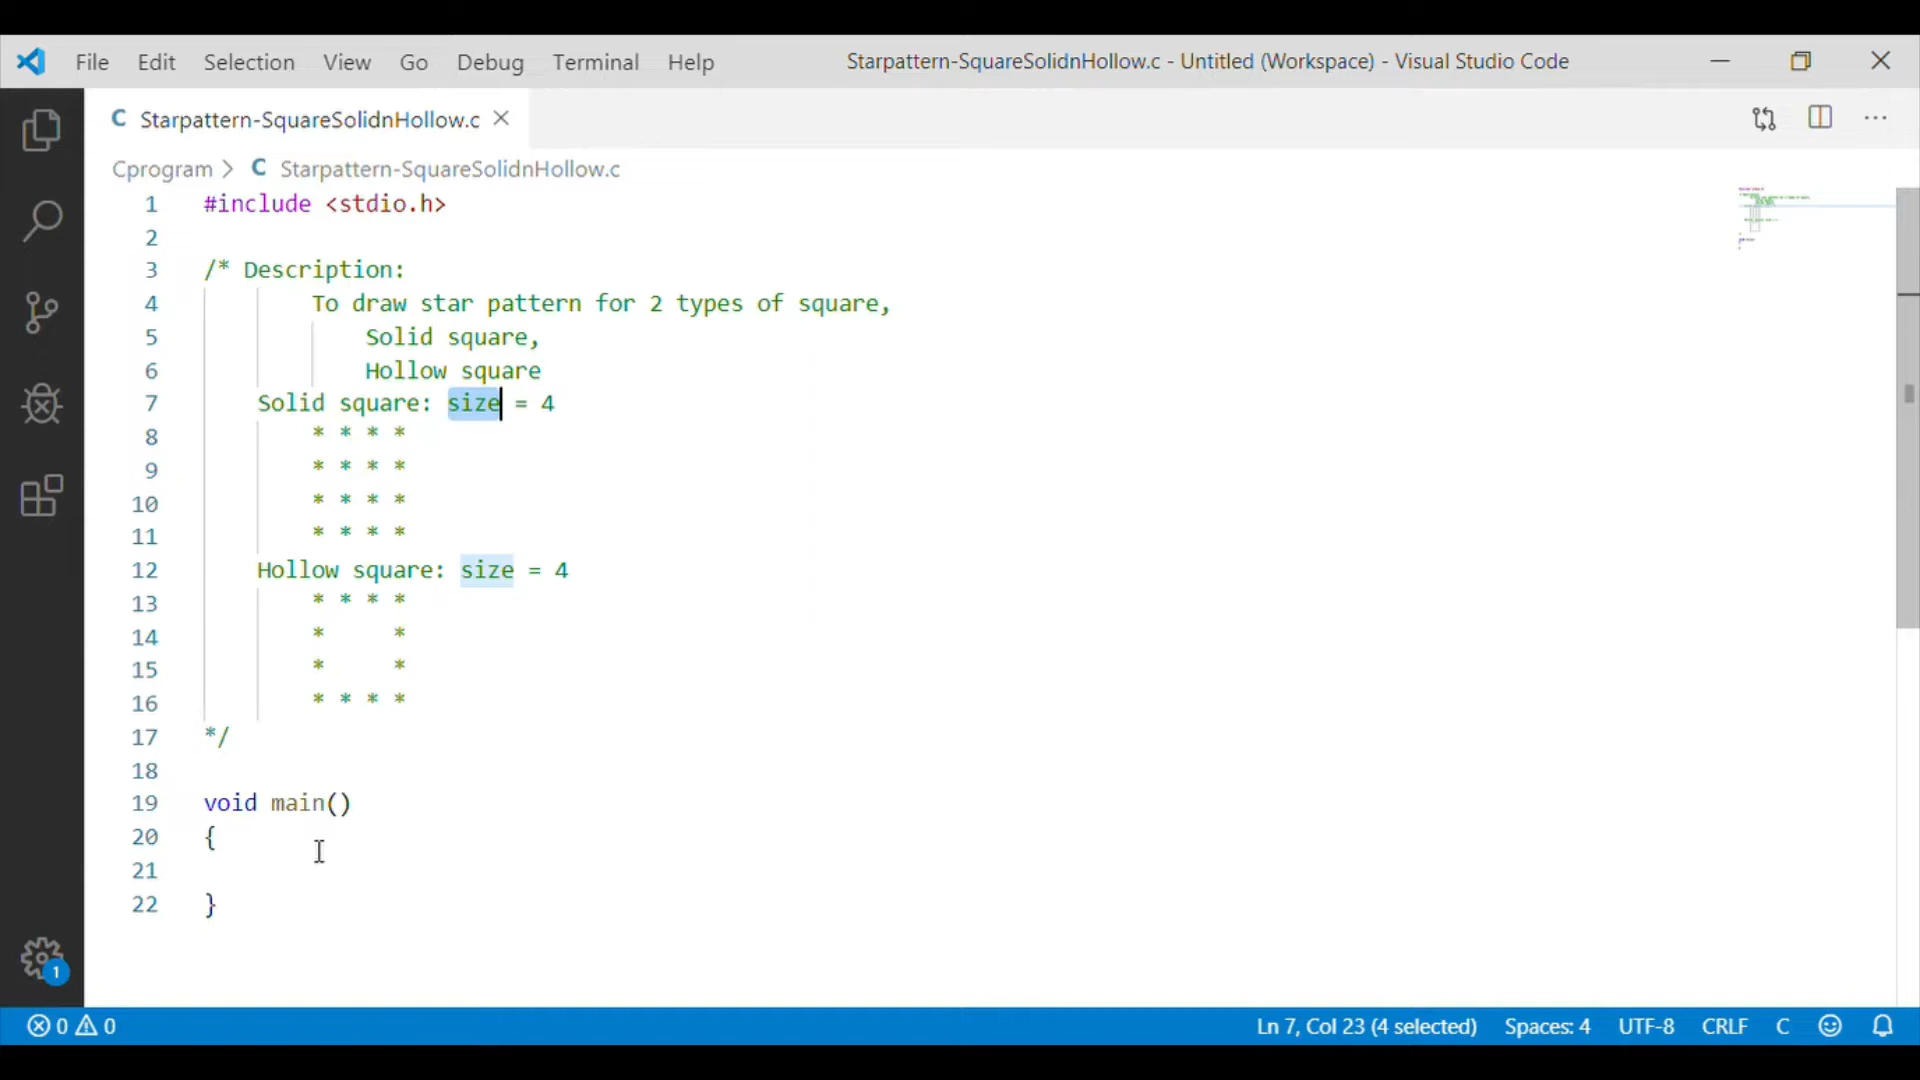 File Edit Selection View Go Debug Terminal Help Starpattern-SquareSolidnHollow.c - Untitled (Workspace) - Visual Studio Code
C Starpattern-SquareSolidnHollow.c
Cprogram > C Starpattern-SquareSolidnHollow.c
1 #include <stdio.h>
2
3 /* Description:
4 To draw star pattern for 2 types of square,
5 Solid square,
6 Hollow square
7 Solid square: size = 4
8 * * * *
9 * * * *
10 * * * *
11 * * * *
12 Hollow square: size = 4
13 * * * *
14 *     *
15 *     *
16 * * * *
17 */
18
19 void main()
20 {
21
22 }
1
0 0 Ln 7, Col 23 (4 selected) Spaces: 4 UTF-8 CRLF C